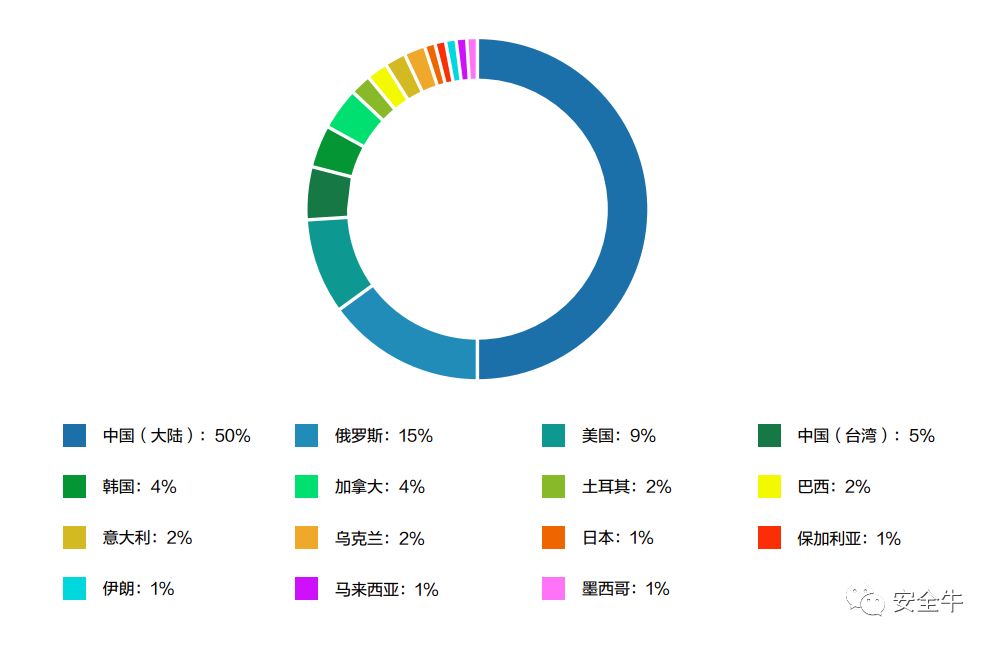 中国（大陆）：50% 俄罗斯：15% 美国：9% 中国（台湾）：5%
韩国：4% 加拿大：4% 土耳其：2% 巴西：2%
意大利：2% 乌克兰：2% 日本：1% 保加利亚：1%
伊朗：1% 马来西亚：1% 墨西哥：1%
安全牛